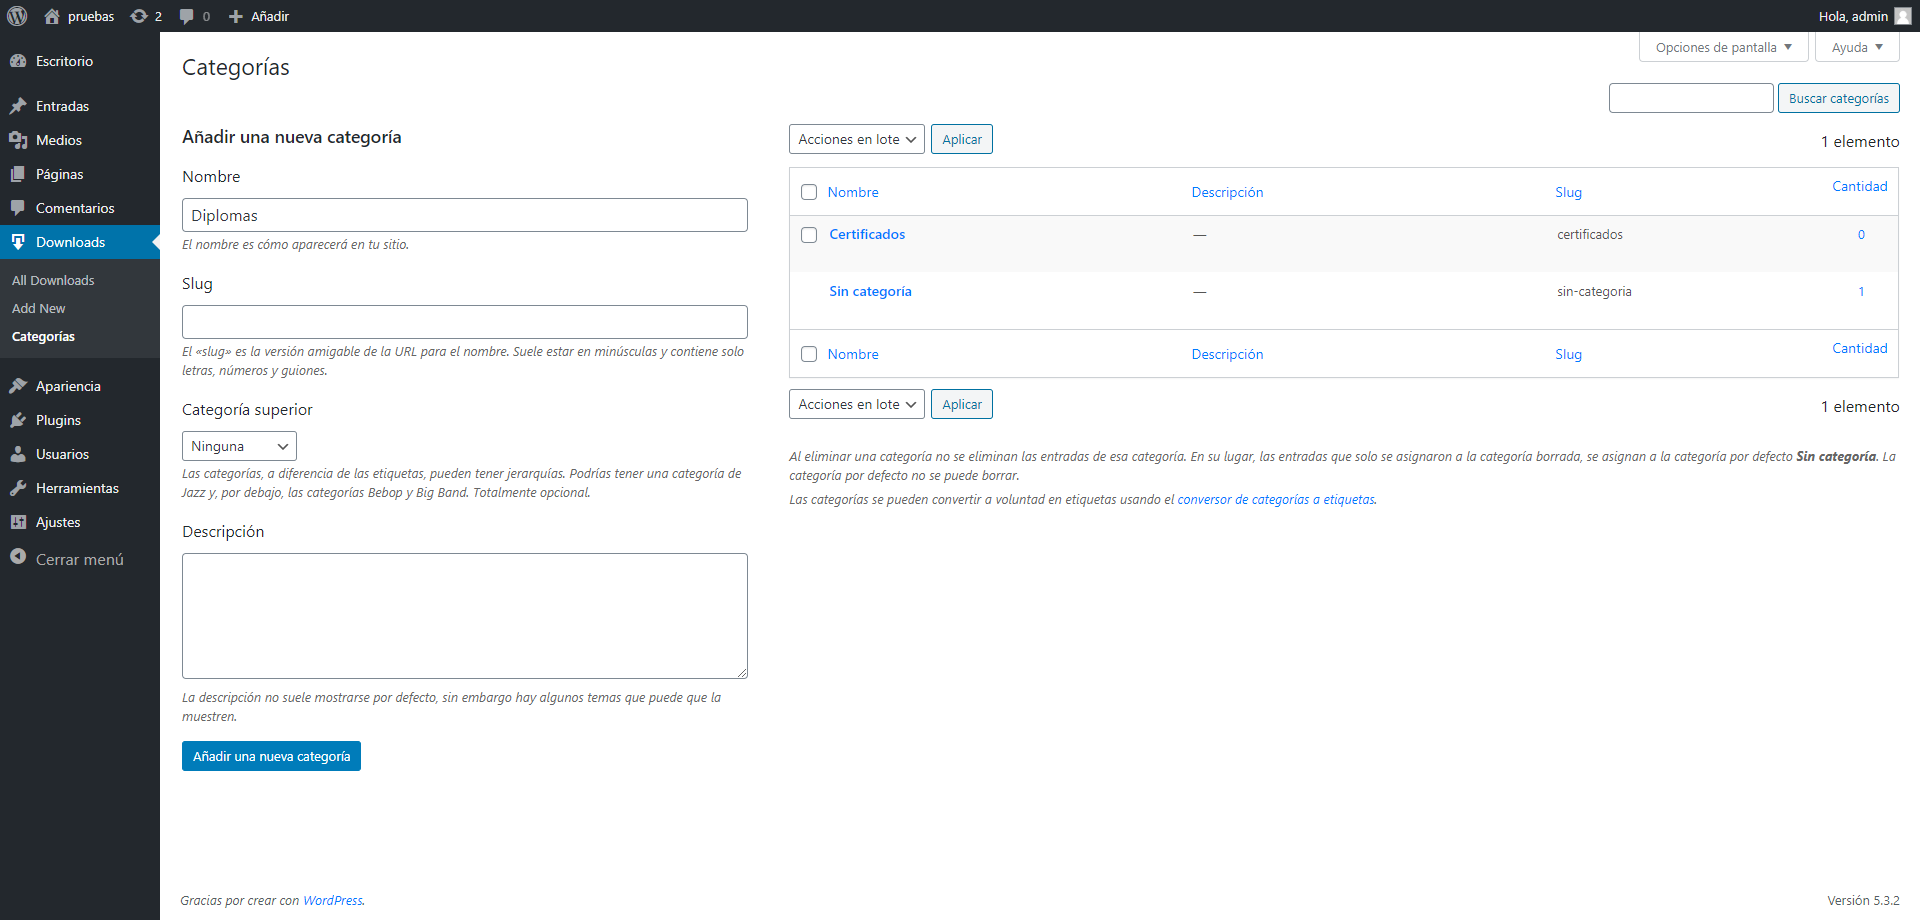 pruebas 2 0 Añadir Hola, admin
Escritorio
Entradas
Medios
Páginas
Comentarios
Downloads
All Downloads
Add New
Categorías
Apariencia
Plugins
Usuarios
Herramientas
Ajustes
Cerrar menú
Opciones de pantalla Ayuda
Categorías
Buscar categorías
Añadir una nueva categoría
Nombre
Diplomas
El nombre es cómo aparecerá en tu sitio.
Slug
El «slug» es la versión amigable de la URL para el nombre. Suele estar en minúsculas y contiene solo
letras, números y guiones.
Categoría superior
Ninguna
Las categorías, a diferencia de las etiquetas, pueden tener jerarquías. Podrías tener una categoría de
Jazz y, por debajo, las categorías Bebop y Big Band. Totalmente opcional.
Descripción
La descripción no suele mostrarse por defecto, sin embargo hay algunos temas que puede que la
muestren.
Añadir una nueva categoría
Acciones en lote Aplicar 1 elemento
Nombre Descripción Slug Cantidad
Certificados — certificados 0
Sin categoría — sin-categoria 1
Nombre Descripción Slug Cantidad
Acciones en lote Aplicar 1 elemento
Al eliminar una categoría no se eliminan las entradas de esa categoría. En su lugar, las entradas que solo se asignaron a la categoría borrada, se asignan a la categoría por defecto Sin categoría. La
categoría por defecto no se puede borrar.
Las categorías se pueden convertir a voluntad en etiquetas usando el conversor de categorías a etiquetas.
Gracias por crear con WordPress. Versión 5.3.2